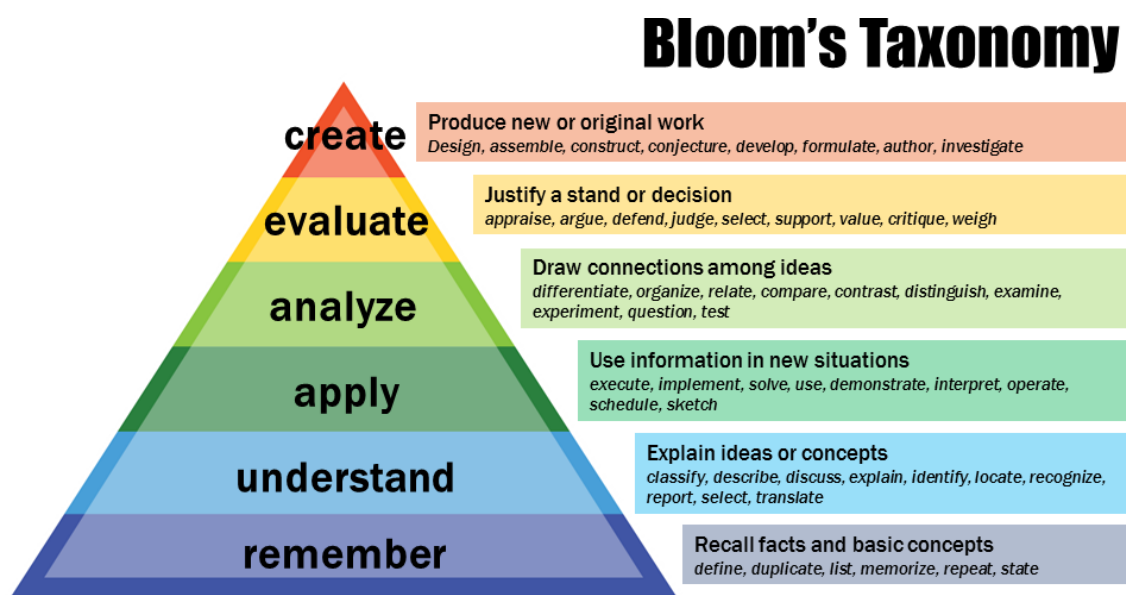 Bloom's Taxonomy
create
Produce new or original work
Design, assemble, construct, conjecture, develop, formulate, author, investigate
evaluate
Justify a stand or decision
appraise, argue, defend, judge, select, support, value, critique, weigh
analyze
Draw connections among ideas
differentiate, organize, relate, compare, contrast, distinguish, examine,
experiment, question, test
apply
Use information in new situations
execute, implement, solve, use, demonstrate, interpret, operate,
schedule, sketch
understand
Explain ideas or concepts
classify, describe, discuss, explain, identify, locate, recognize,
report, select, translate
remember
Recall facts and basic concepts
define, duplicate, list, memorize, repeat, state